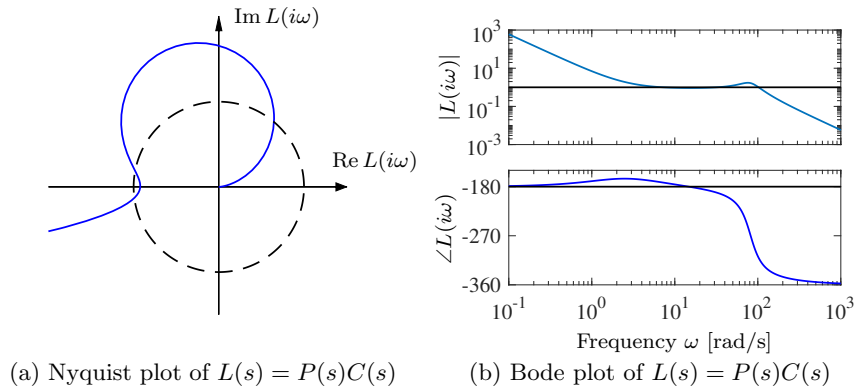 Im L(iω)
Re L(iω)
(a) Nyquist plot of L(s) = P(s)C(s)
|L(iω)|
10^3
10^1
10^-1
10^-3
∠L(iω)
-180
-270
-360
10^-1 10^0 10^1 10^2 10^3
Frequency ω [rad/s]
(b) Bode plot of L(s) = P(s)C(s)